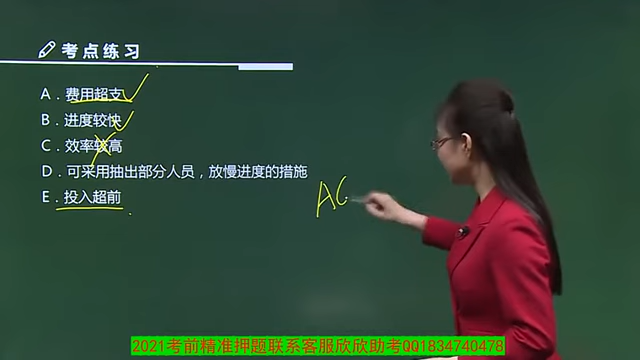 考点练习
A．费用超支
B．进度较快
C．效率较高
D．可采用抽出部分人员，放慢进度的措施
E．投入超前
AC
2021考前精准押题联系客服欣欣助考QQ1834740478